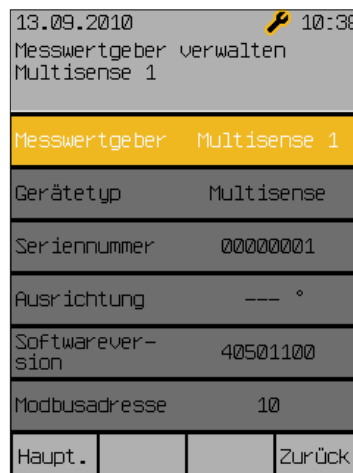 13.09.2010 10:38
Messwertgeber verwalten
Multisense 1
Messwertgeber Multisense 1
Gerätetyp Multisense
Seriennummer 00000001
Ausrichtung --- °
Softwarever-
sion 40501100
Modbusadresse 10
Haupt. Zurück